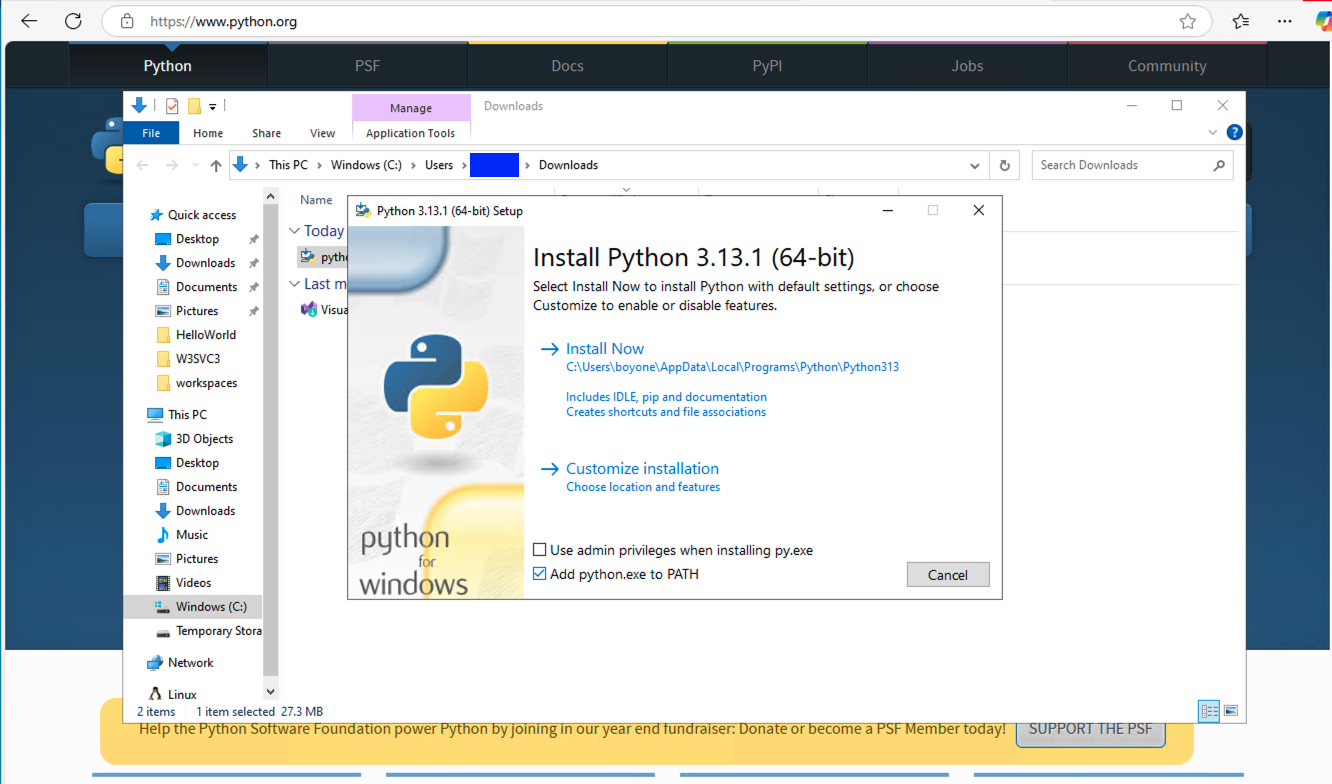 https://www.python.org
Python PSF Docs PyPI Jobs Community
Manage Downloads
File Home Share View Application Tools
This PC Windows (C:) Users Downloads Search Downloads
Name
Quick access
Desktop
Downloads
Documents
Pictures
HelloWorld
W3SVC3
workspaces
This PC
3D Objects
Desktop
Documents
Downloads
Music
Pictures
Videos
Windows (C:)
Temporary Stora
Network
Linux
Today
pytho
Last m
Visua
Python 3.13.1 (64-bit) Setup
Install Python 3.13.1 (64-bit)
Select Install Now to install Python with default settings, or choose
Customize to enable or disable features.
Install Now
C:\Users\boyone\AppData\Local\Programs\Python\Python313
Includes IDLE, pip and documentation
Creates shortcuts and file associations
Customize installation
Choose location and features
python
for
windows
Use admin privileges when installing py.exe
Add python.exe to PATH
Cancel
2 items 1 item selected 27.3 MB
Help the Python Software Foundation power Python by joining in our year end fundraiser: Donate or become a PSF Member today! SUPPORT THE PSF